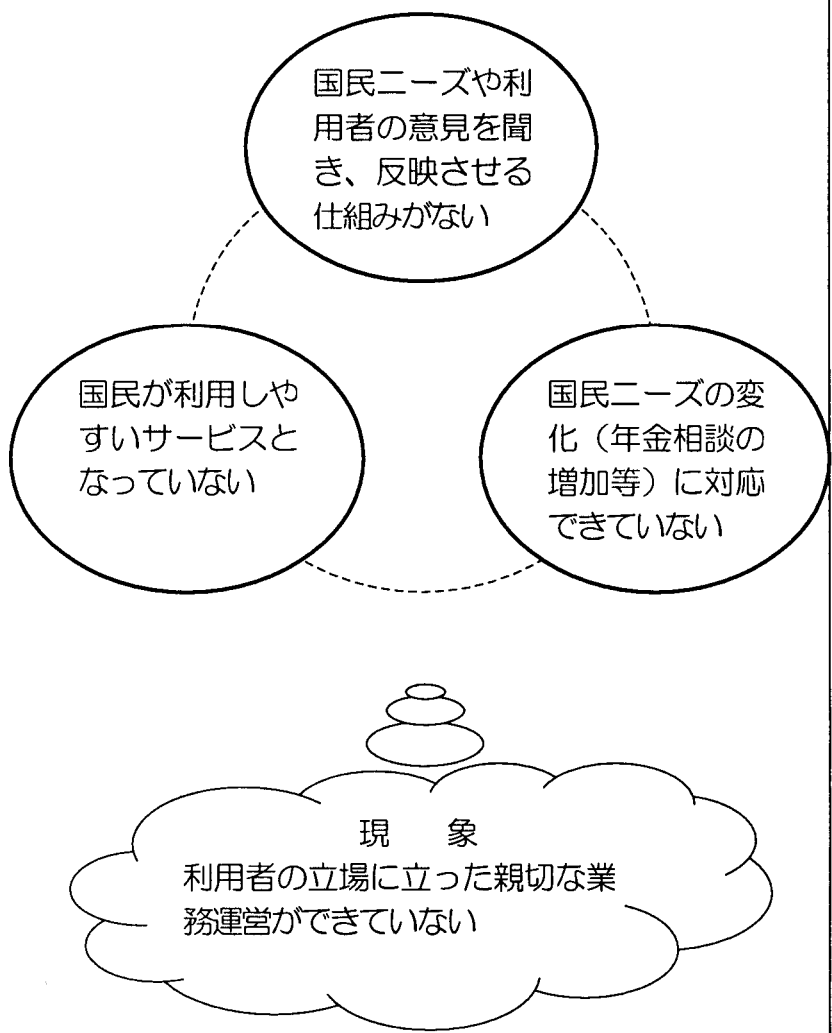 国民ニーズや利
用者の意見を聞
き、反映させる
仕組みがない
国民が利用しや
すいサービスと
なっていない
国民ニーズの変
化（年金相談の
増加等）に対応
できていない
現　象
利用者の立場に立った親切な業
務運営ができていない